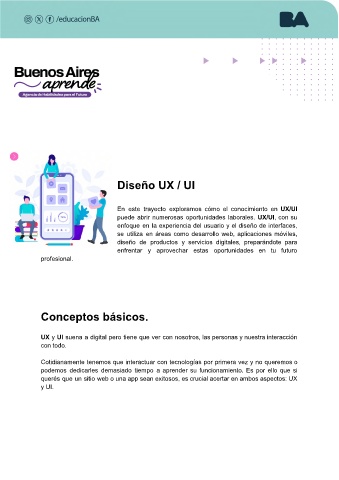 /educacionBA
BA
Buenos Aires
aprende
Agencia de Habilidades para el Futuro
Diseño UX / UI
En este trayecto exploramos cómo el conocimiento en UX/UI
puede abrir numerosas oportunidades laborales. UX/UI, con su
enfoque en la experiencia del usuario y el diseño de interfaces,
se utiliza en áreas como desarrollo web, aplicaciones móviles,
diseño de productos y servicios digitales, preparándote para
enfrentar y aprovechar estas oportunidades en tu futuro
profesional.
Conceptos básicos.
UX y UI suena a digital pero tiene que ver con nosotros, las personas y nuestra interacción
con todo.
Cotidianamente tenemos que interactuar con tecnologías por primera vez y no queremos o
podemos dedicarles demasiado tiempo a aprender su funcionamiento. Es por ello que si
querés que un sitio web o una app sean exitosos, es crucial acertar en ambos aspectos: UX
y UI.